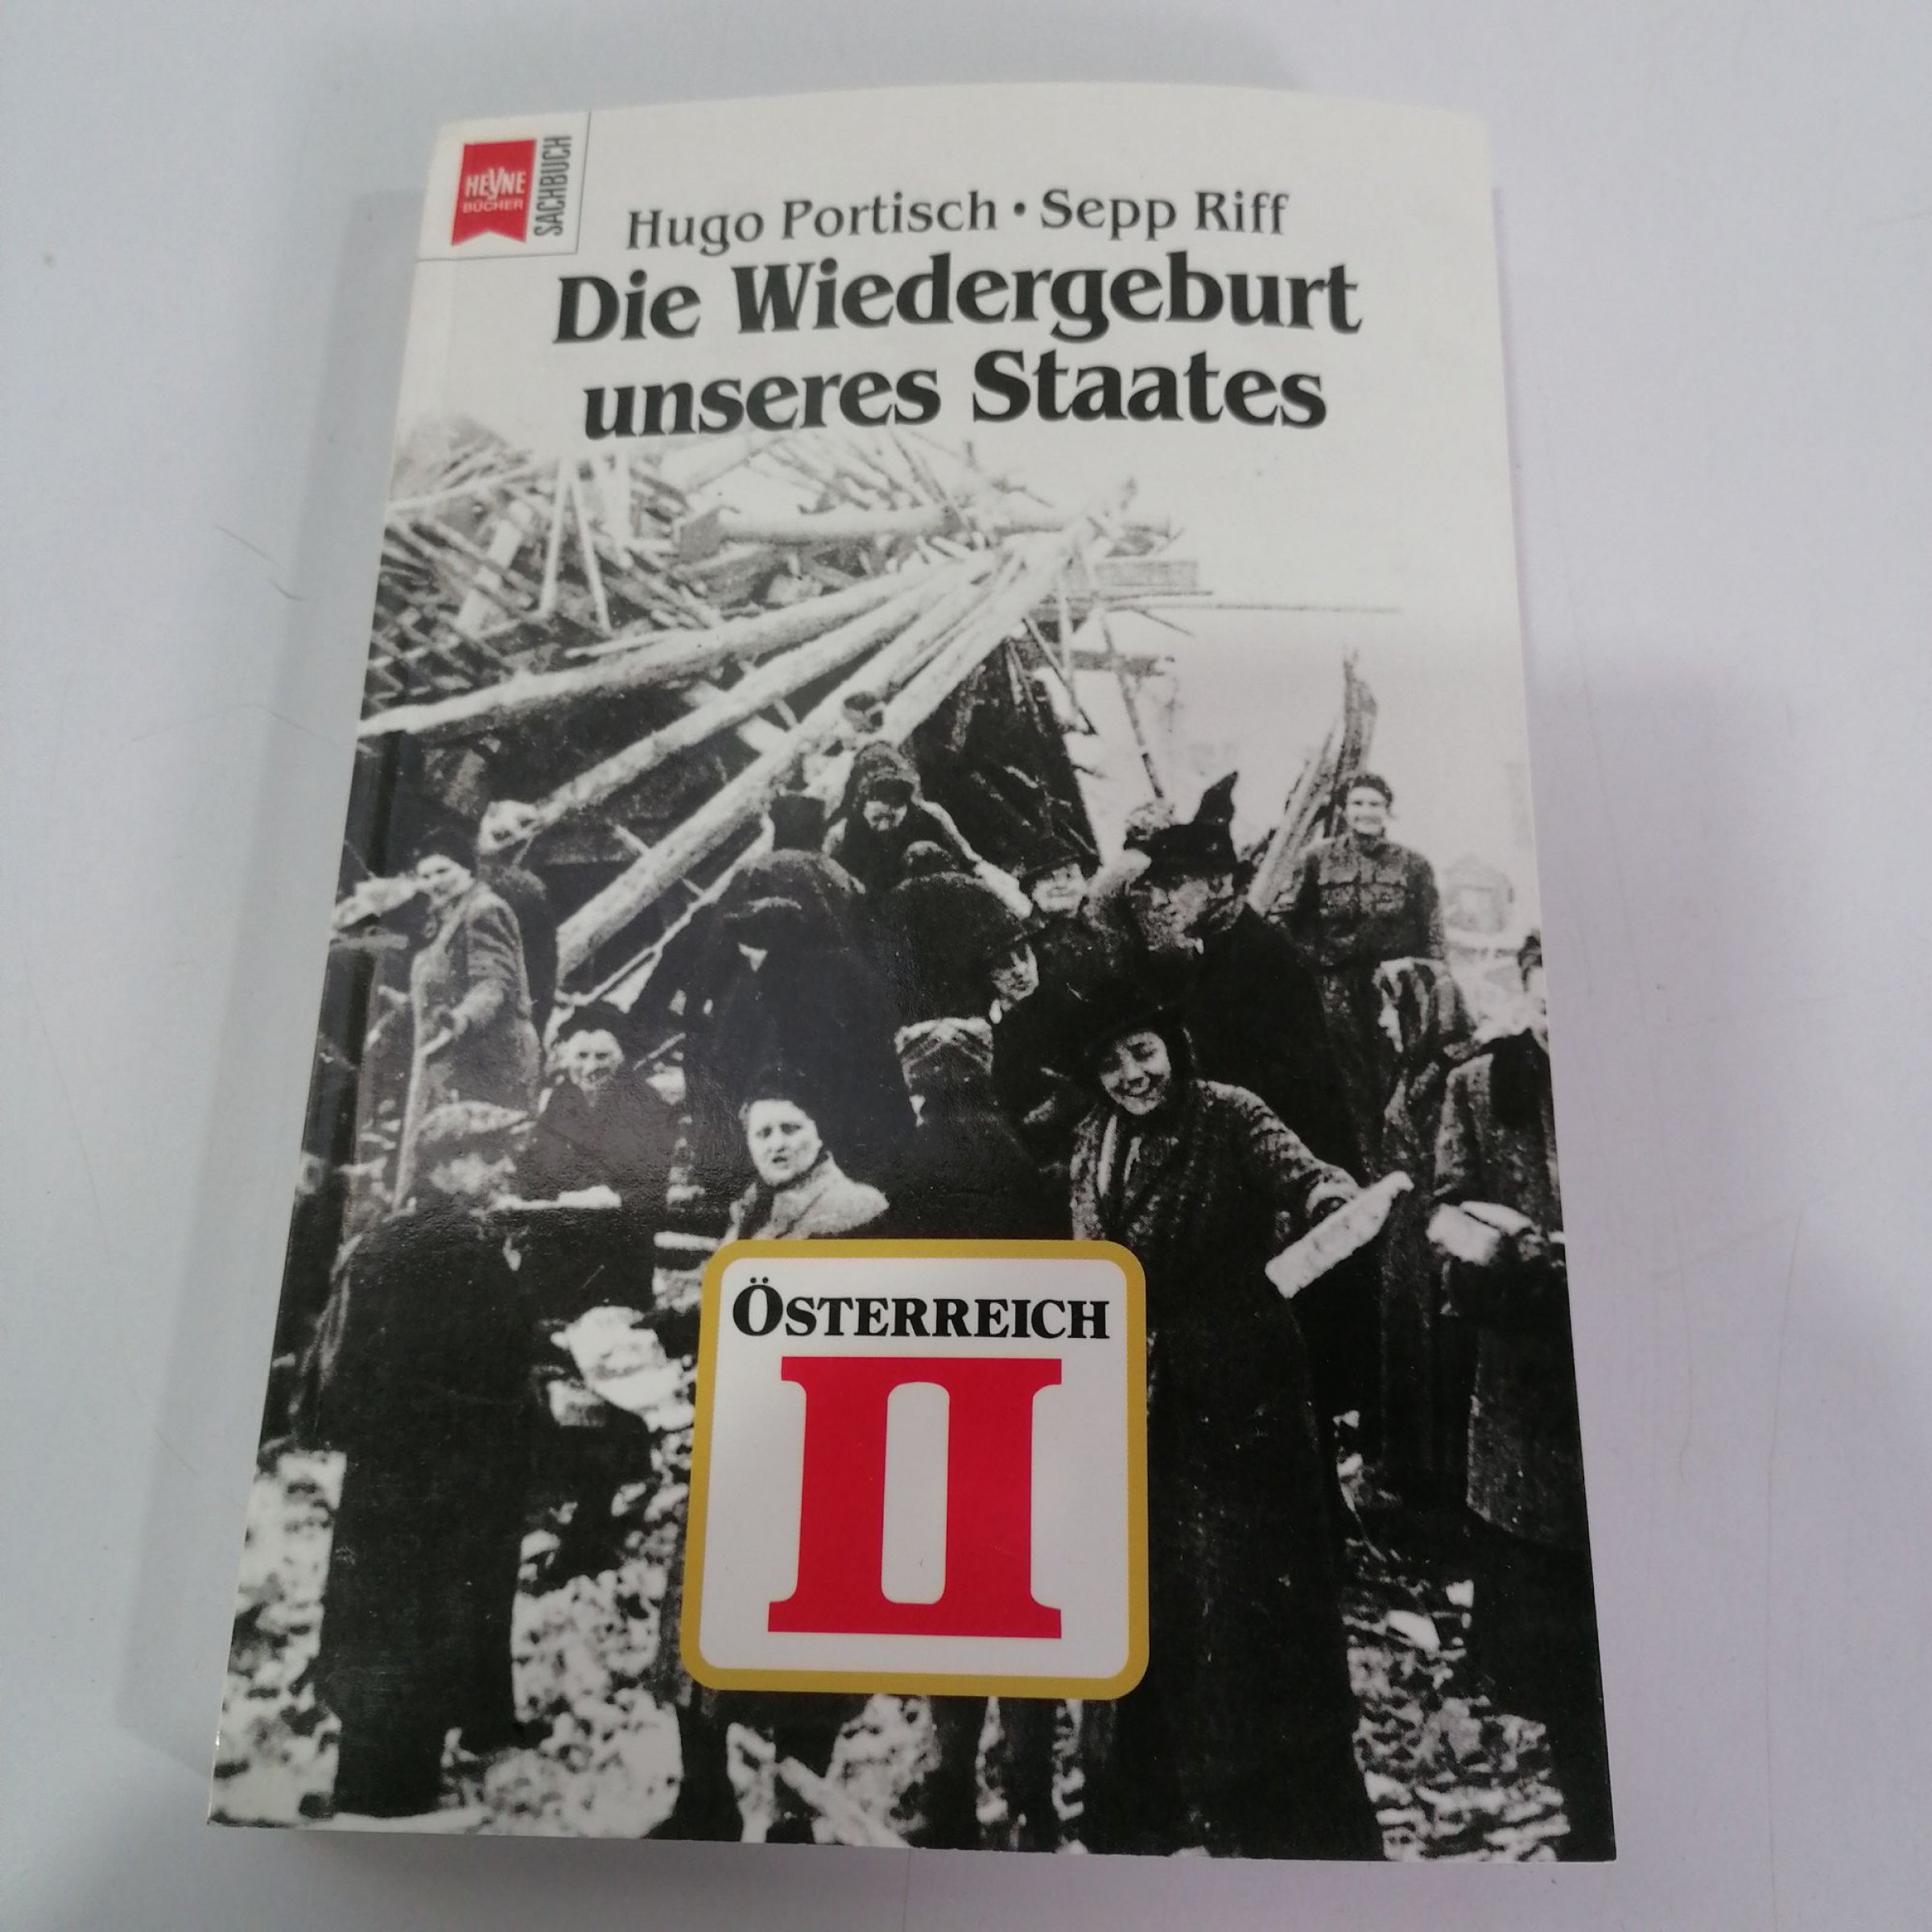 HEYNE
BÜCHER
SACHBUCH
Hugo Portisch • Sepp Riff
Die Wiedergeburt
unseres Staates
ÖSTERREICH
II